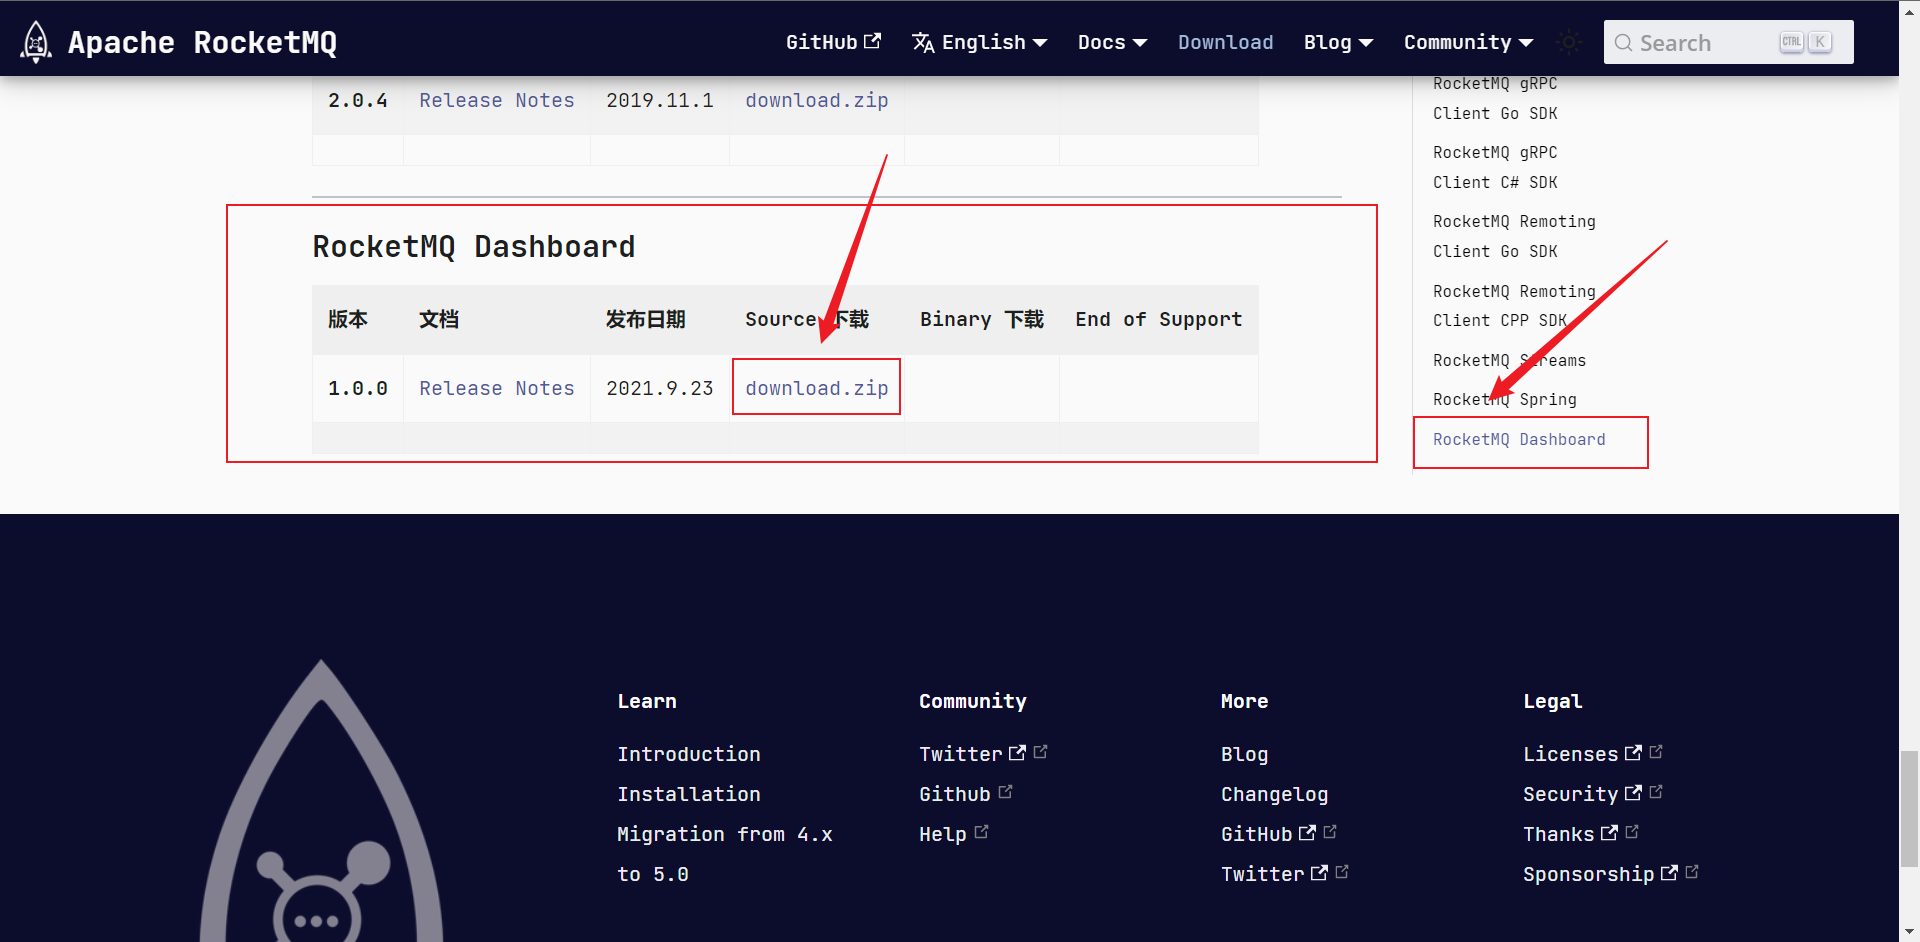 Apache RocketMQ
GitHub
English
Docs
Download
Blog
Community
Search
CTRL K
2.0.4 Release Notes 2019.11.1 download.zip
RocketMQ Dashboard
版本 文档 发布日期 Source 下载 Binary 下载 End of Support
1.0.0 Release Notes 2021.9.23 download.zip
RocketMQ gRPC
Client Go SDK
RocketMQ gRPC
Client C# SDK
RocketMQ Remoting
Client Go SDK
RocketMQ Remoting
Client CPP SDK
RocketMQ Streams
RocketMQ Spring
RocketMQ Dashboard
Learn
Introduction
Installation
Migration from 4.x
to 5.0
Community
Twitter
Github
Help
More
Blog
Changelog
GitHub
Twitter
Legal
Licenses
Security
Thanks
Sponsorship